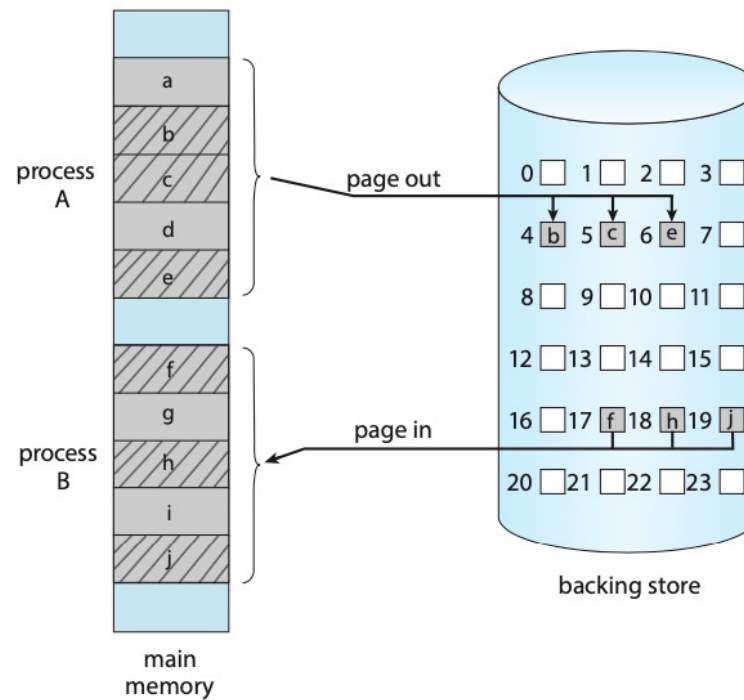 a
b
process
A
c
d
e
page out
0 1 2 3
4 b 5 c 6 e 7
8 9 10 11
12 13 14 15
16 17 f 18 h 19 j
20 21 22 23
f
g
page in
process
B
h
i
j
backing store
main
memory